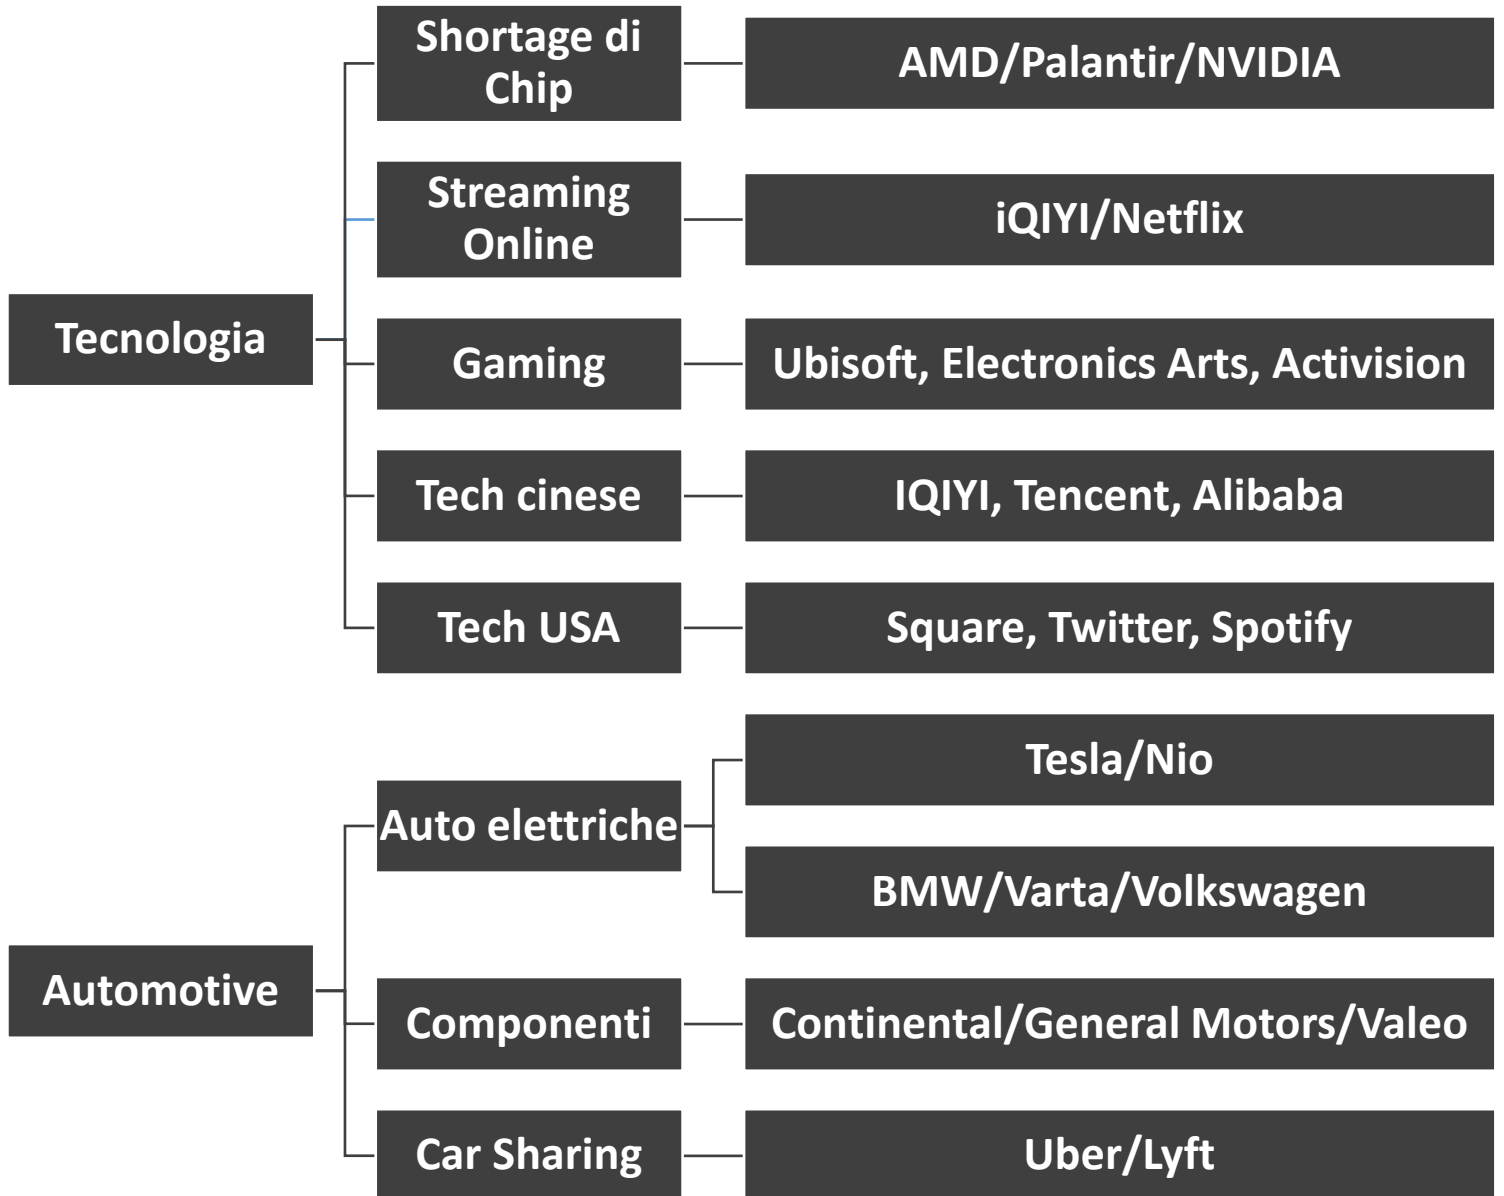 Tecnologia
Shortage di
Chip
AMD/Palantir/NVIDIA
Streaming
Online
iQIYI/Netflix
Gaming
Ubisoft, Electronics Arts, Activision
Tech cinese
IQIYI, Tencent, Alibaba
Tech USA
Square, Twitter, Spotify
Automotive
Auto elettriche
Tesla/Nio
BMW/Varta/Volkswagen
Componenti
Continental/General Motors/Valeo
Car Sharing
Uber/Lyft